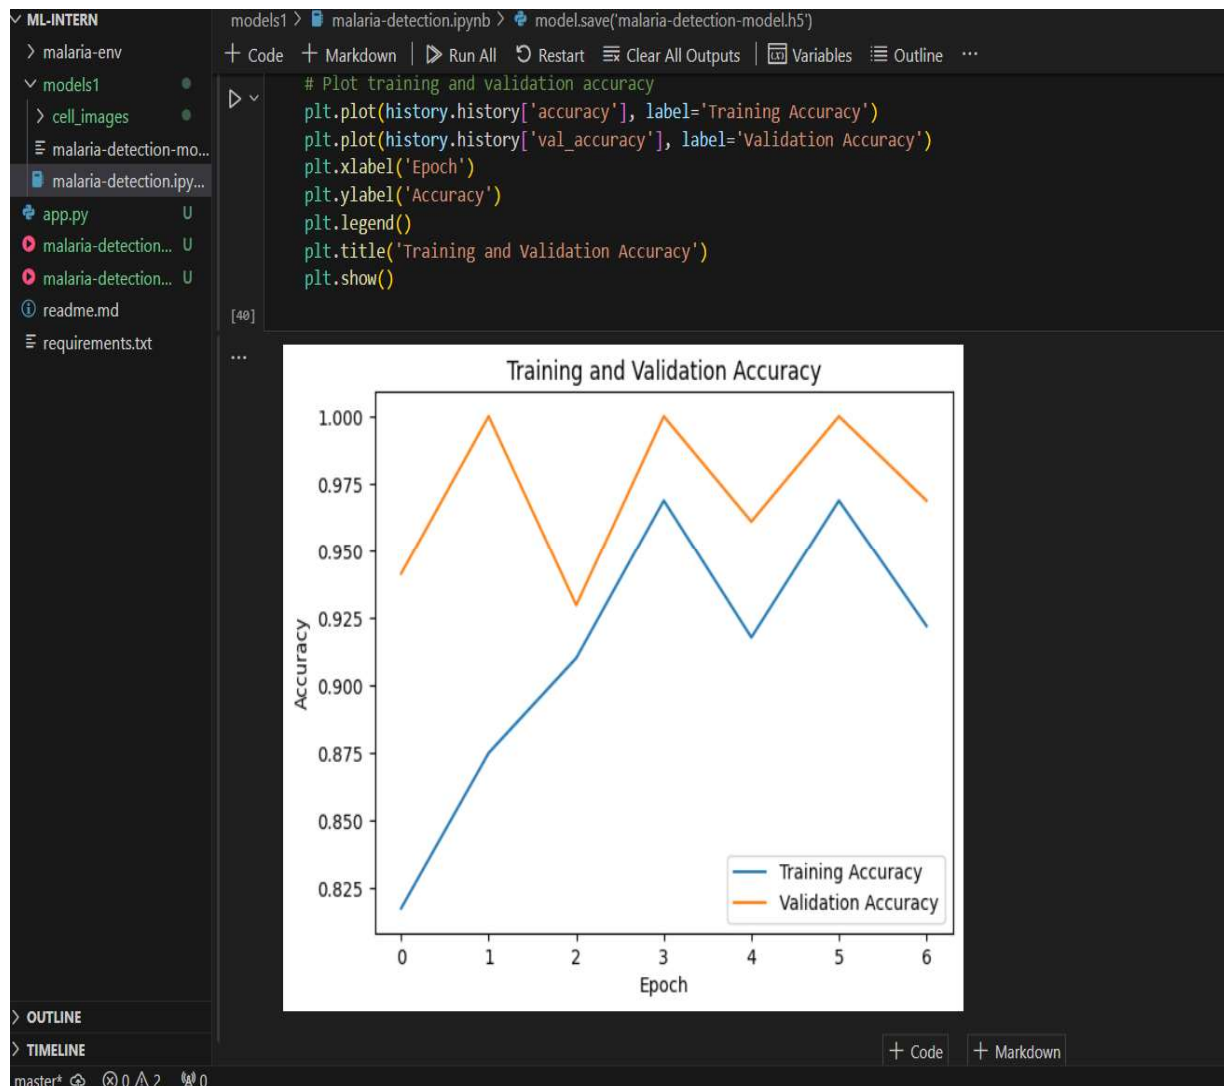 ML-INTERN
malaria-env
models1
cell_images
malaria-detection-mo...
malaria-detection.ipy...
app.py U
malaria-detection... U
malaria-detection... U
readme.md
requirements.txt
OUTLINE
TIMELINE
master* 0 2 0
models1 > malaria-detection.ipynb > model.save('malaria-detection-model.h5')
+ Code + Markdown | Run All Restart Clear All Outputs | Variables Outline ...
# Plot training and validation accuracy
plt.plot(history.history['accuracy'], label='Training Accuracy')
plt.plot(history.history['val_accuracy'], label='Validation Accuracy')
plt.xlabel('Epoch')
plt.ylabel('Accuracy')
plt.legend()
plt.title('Training and Validation Accuracy')
plt.show()
[40]
...
Training and Validation Accuracy
1.000
0.975
0.950
0.925
0.900
0.875
0.850
0.825
Accuracy
Training Accuracy
Validation Accuracy
0 1 2 3 4 5 6
Epoch
+ Code + Markdown